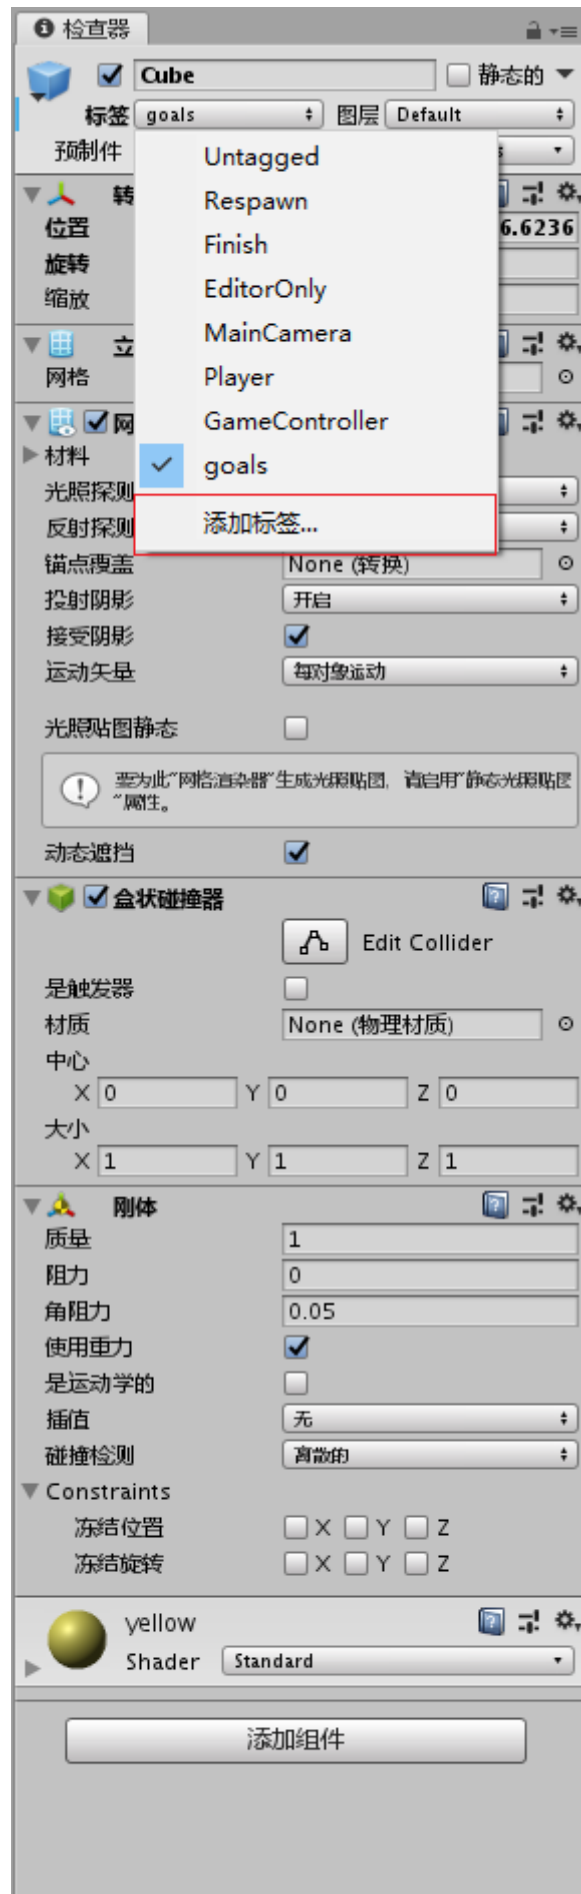 检查器
Cube 静态的
标签 goals 图层 Default
预制件
Untagged
转
Respawn
位置 6.6236
Finish
旋转
EditorOnly
缩放
MainCamera
立
Player
网格
GameController
网
goals
材料
光照探测
添加标签...
反射探测
锚点覆盖 None (转换)
投射阴影 开启
接受阴影
运动矢量 每对象运动
光照贴图静态
要为此"网格渲染器"生成光照贴图，请启用"静态光照贴图
"属性。
动态遮挡
盒状碰撞器
Edit Collider
是触发器
材质 None (物理材质)
中心
X 0 Y 0 Z 0
大小
X 1 Y 1 Z 1
刚体
质量 1
阻力 0
角阻力 0.05
使用重力
是运动学的
插值 无
碰撞检测 离散的
Constraints
冻结位置 X Y Z
冻结旋转 X Y Z
yellow
Shader Standard
添加组件